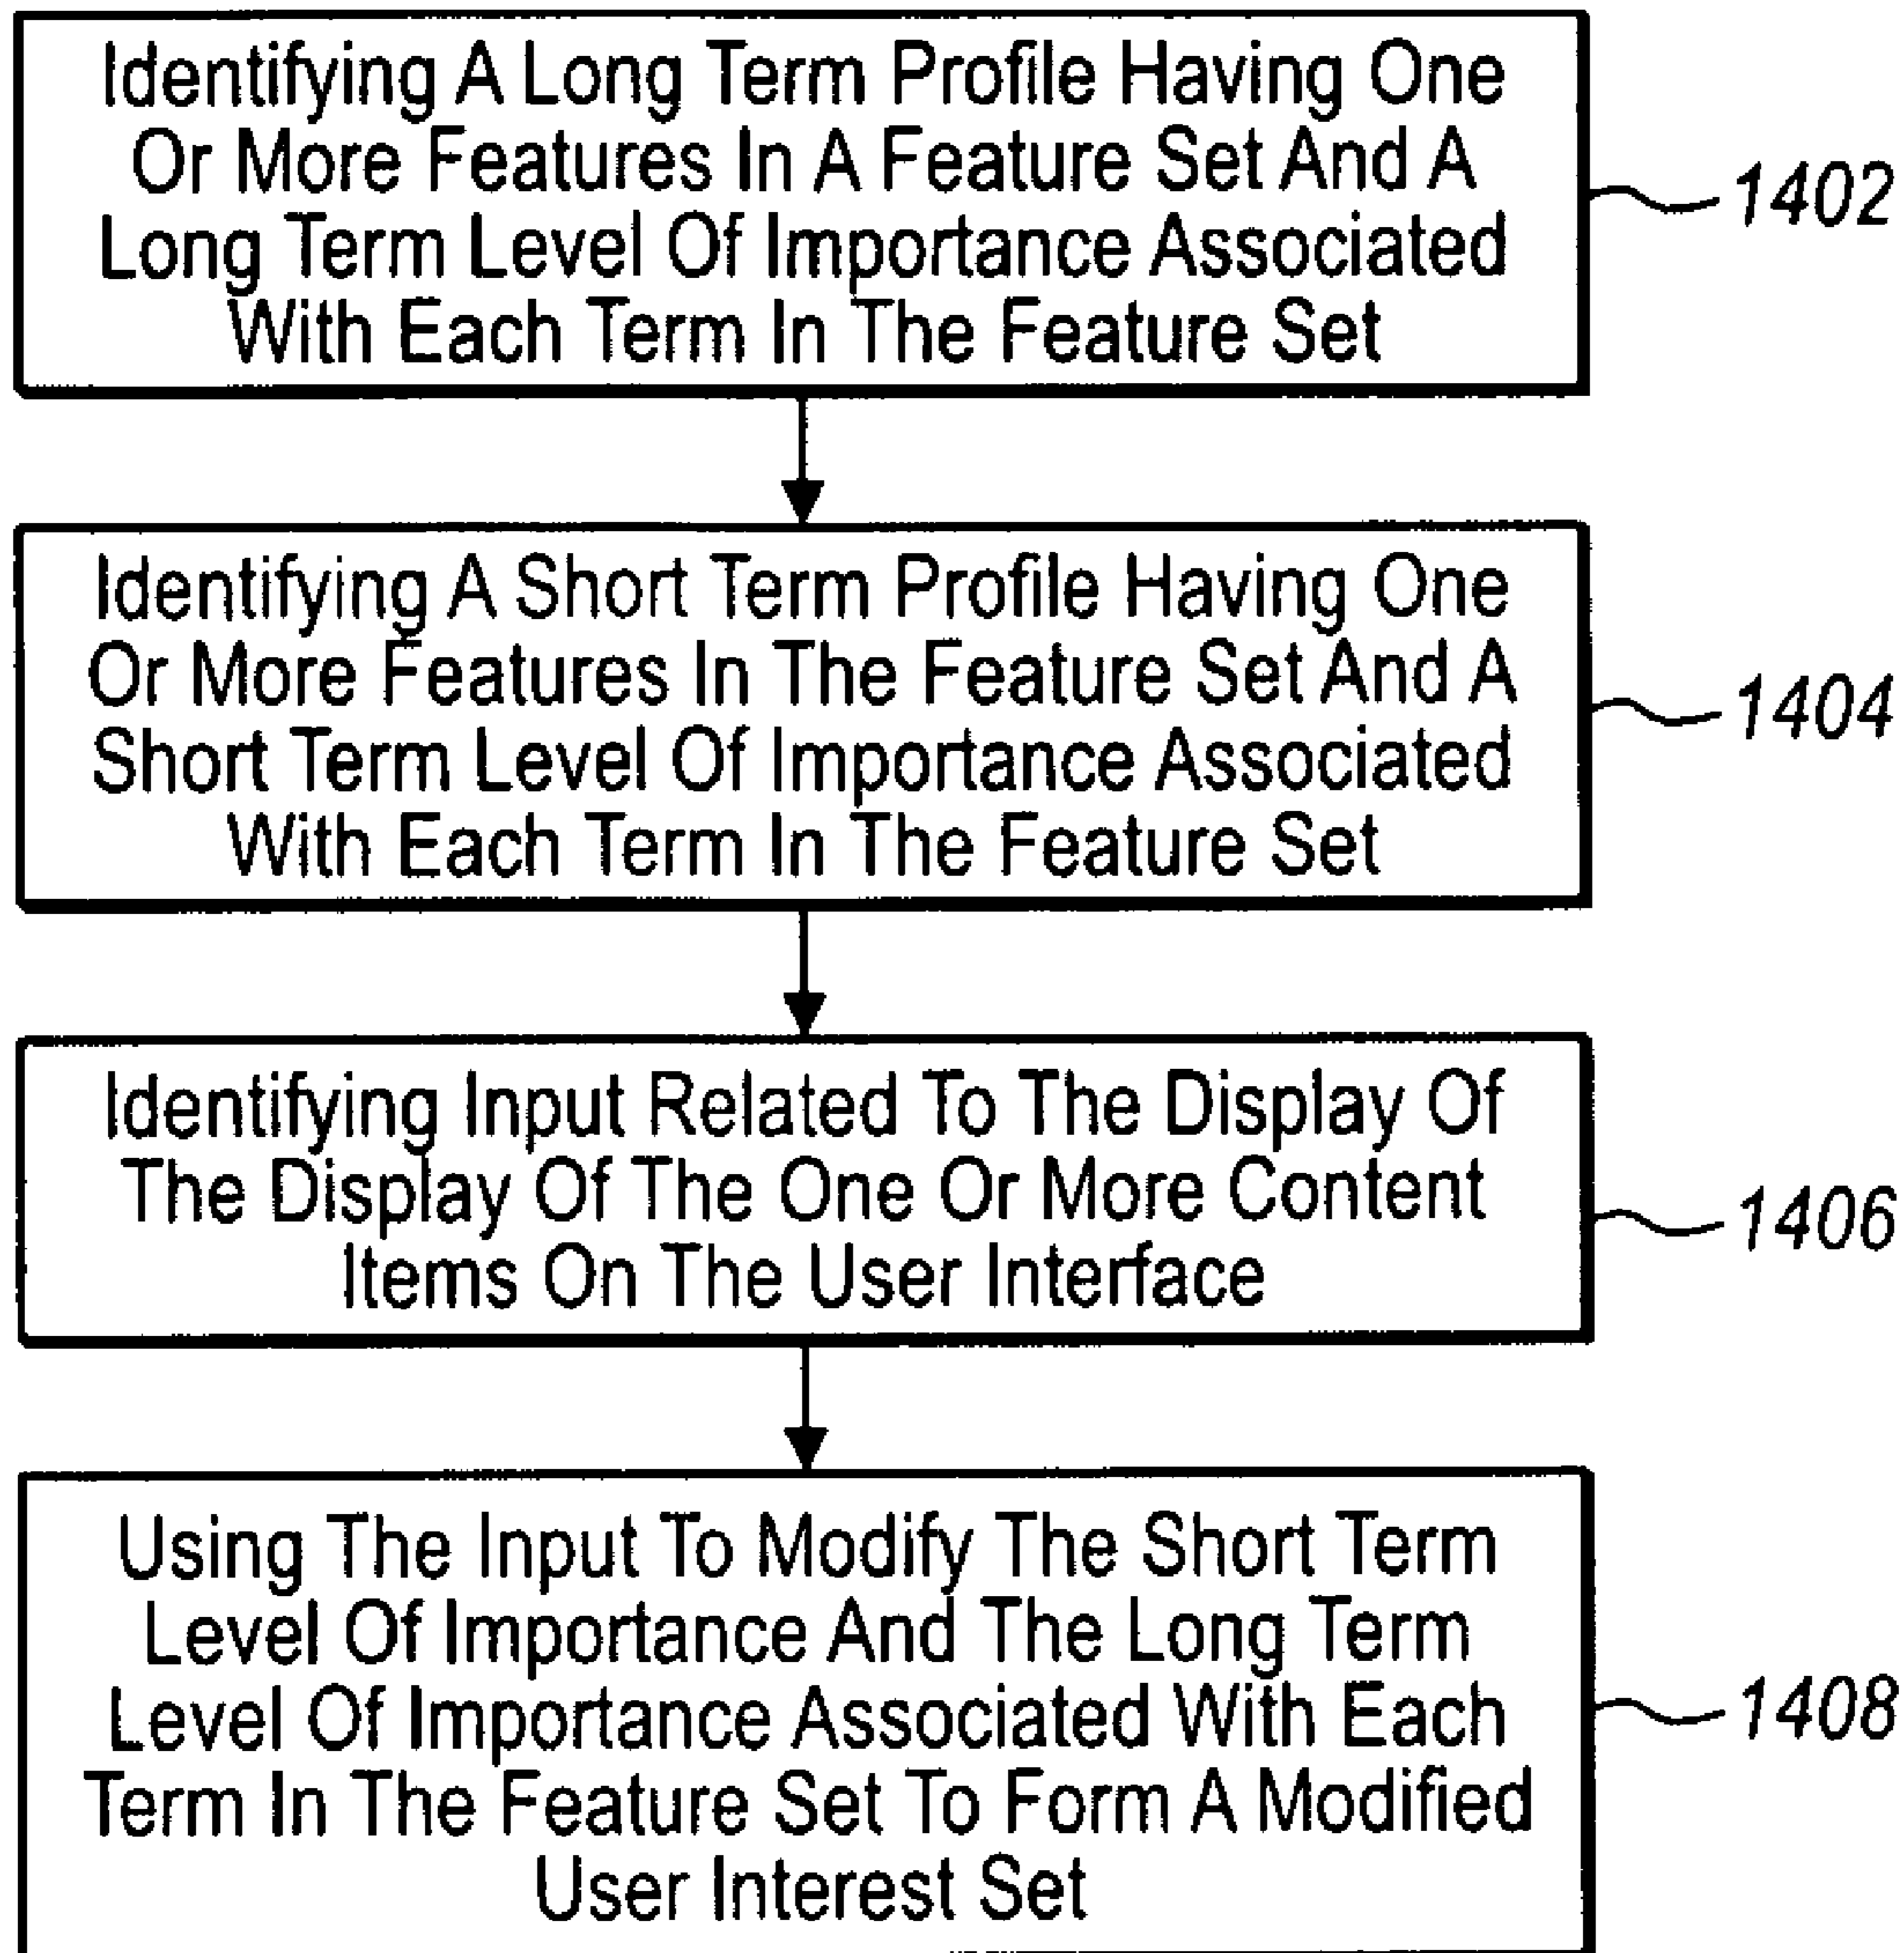 Identifying A Long Term Profile Having One
Or More Features In A Feature Set And A
Long Term Level Of Importance Associated
With Each Term In The Feature Set
1402
Identifying A Short Term Profile Having One
Or More Features In The Feature Set And A
Short Term Level Of Importance Associated
With Each Term In The Feature Set
1404
Identifying Input Related To The Display Of
The Display Of The One Or More Content
Items On The User Interface
1406
Using The Input To Modify The Short Term
Level Of Importance And The Long Term
Level Of Importance Associated With Each
Term In The Feature Set To Form A Modified
User Interest Set
1408